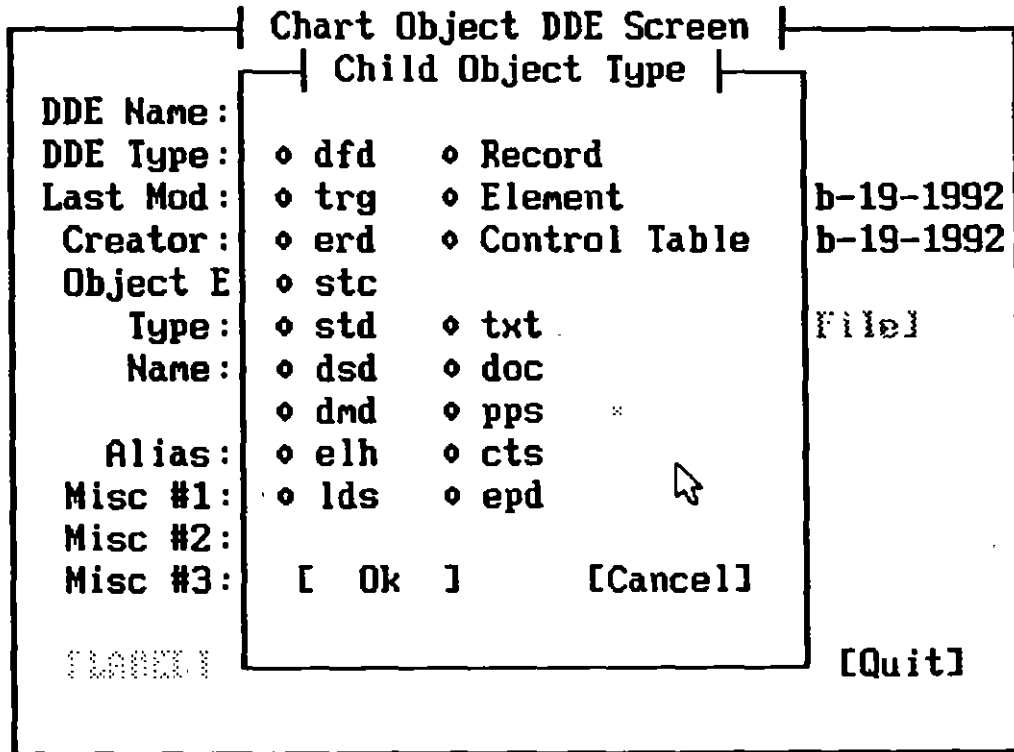 Chart Object DDE Screen
Child Object Type
DDE Name:
DDE Type: dfd Record
Last Mod: trg Element b-19-1992
Creator: erd Control Table b-19-1992
Object E stc
Type: std txt File]
Name: dsd doc
dmd pps
Alias: elh cts
Misc #1: lds epd
Misc #2:
Misc #3: [ Ok ] [Cancel]
[LABEL] [Quit]